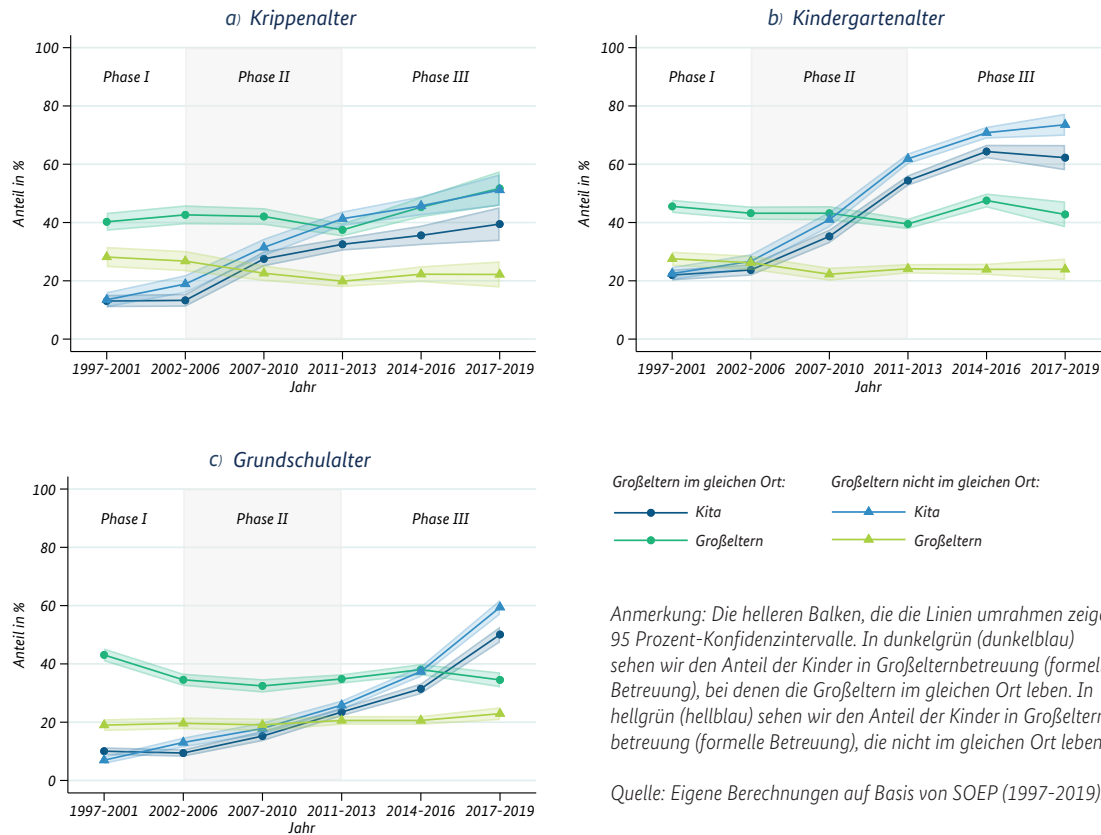 a) Krippenalter
100
80
60
40
20
0
Anteil in %
Phase I
Phase II
Phase III
1997-2001 2002-2006 2007-2010 2011-2013 2014-2016 2017-2019
Jahr
b) Kindergartenalter
100
80
60
40
20
0
Anteil in %
Phase I
Phase II
Phase III
1997-2001 2002-2006 2007-2010 2011-2013 2014-2016 2017-2019
Jahr
c) Grundschulalter
100
80
60
40
20
0
Anteil in %
Phase I
Phase II
Phase III
1997-2001 2002-2006 2007-2010 2011-2013 2014-2016 2017-2019
Jahr
Großeltern im gleichen Ort:
Kita
Großeltern
Großeltern nicht im gleichen Ort:
Kita
Großeltern
Anmerkung: Die helleren Balken, die die Linien umrahmen zeig
95 Prozent-Konfidenzintervalle. In dunkelgrün (dunkelblau)
sehen wir den Anteil der Kinder in Großelternbetreuung (formell
Betreuung), bei denen die Großeltern im gleichen Ort leben. In
hellgrün (hellblau) sehen wir den Anteil der Kinder in Großeltern
betreuung (formelle Betreuung), die nicht im gleichen Ort leben
Quelle: Eigene Berechnungen auf Basis von SOEP (1997-2019)